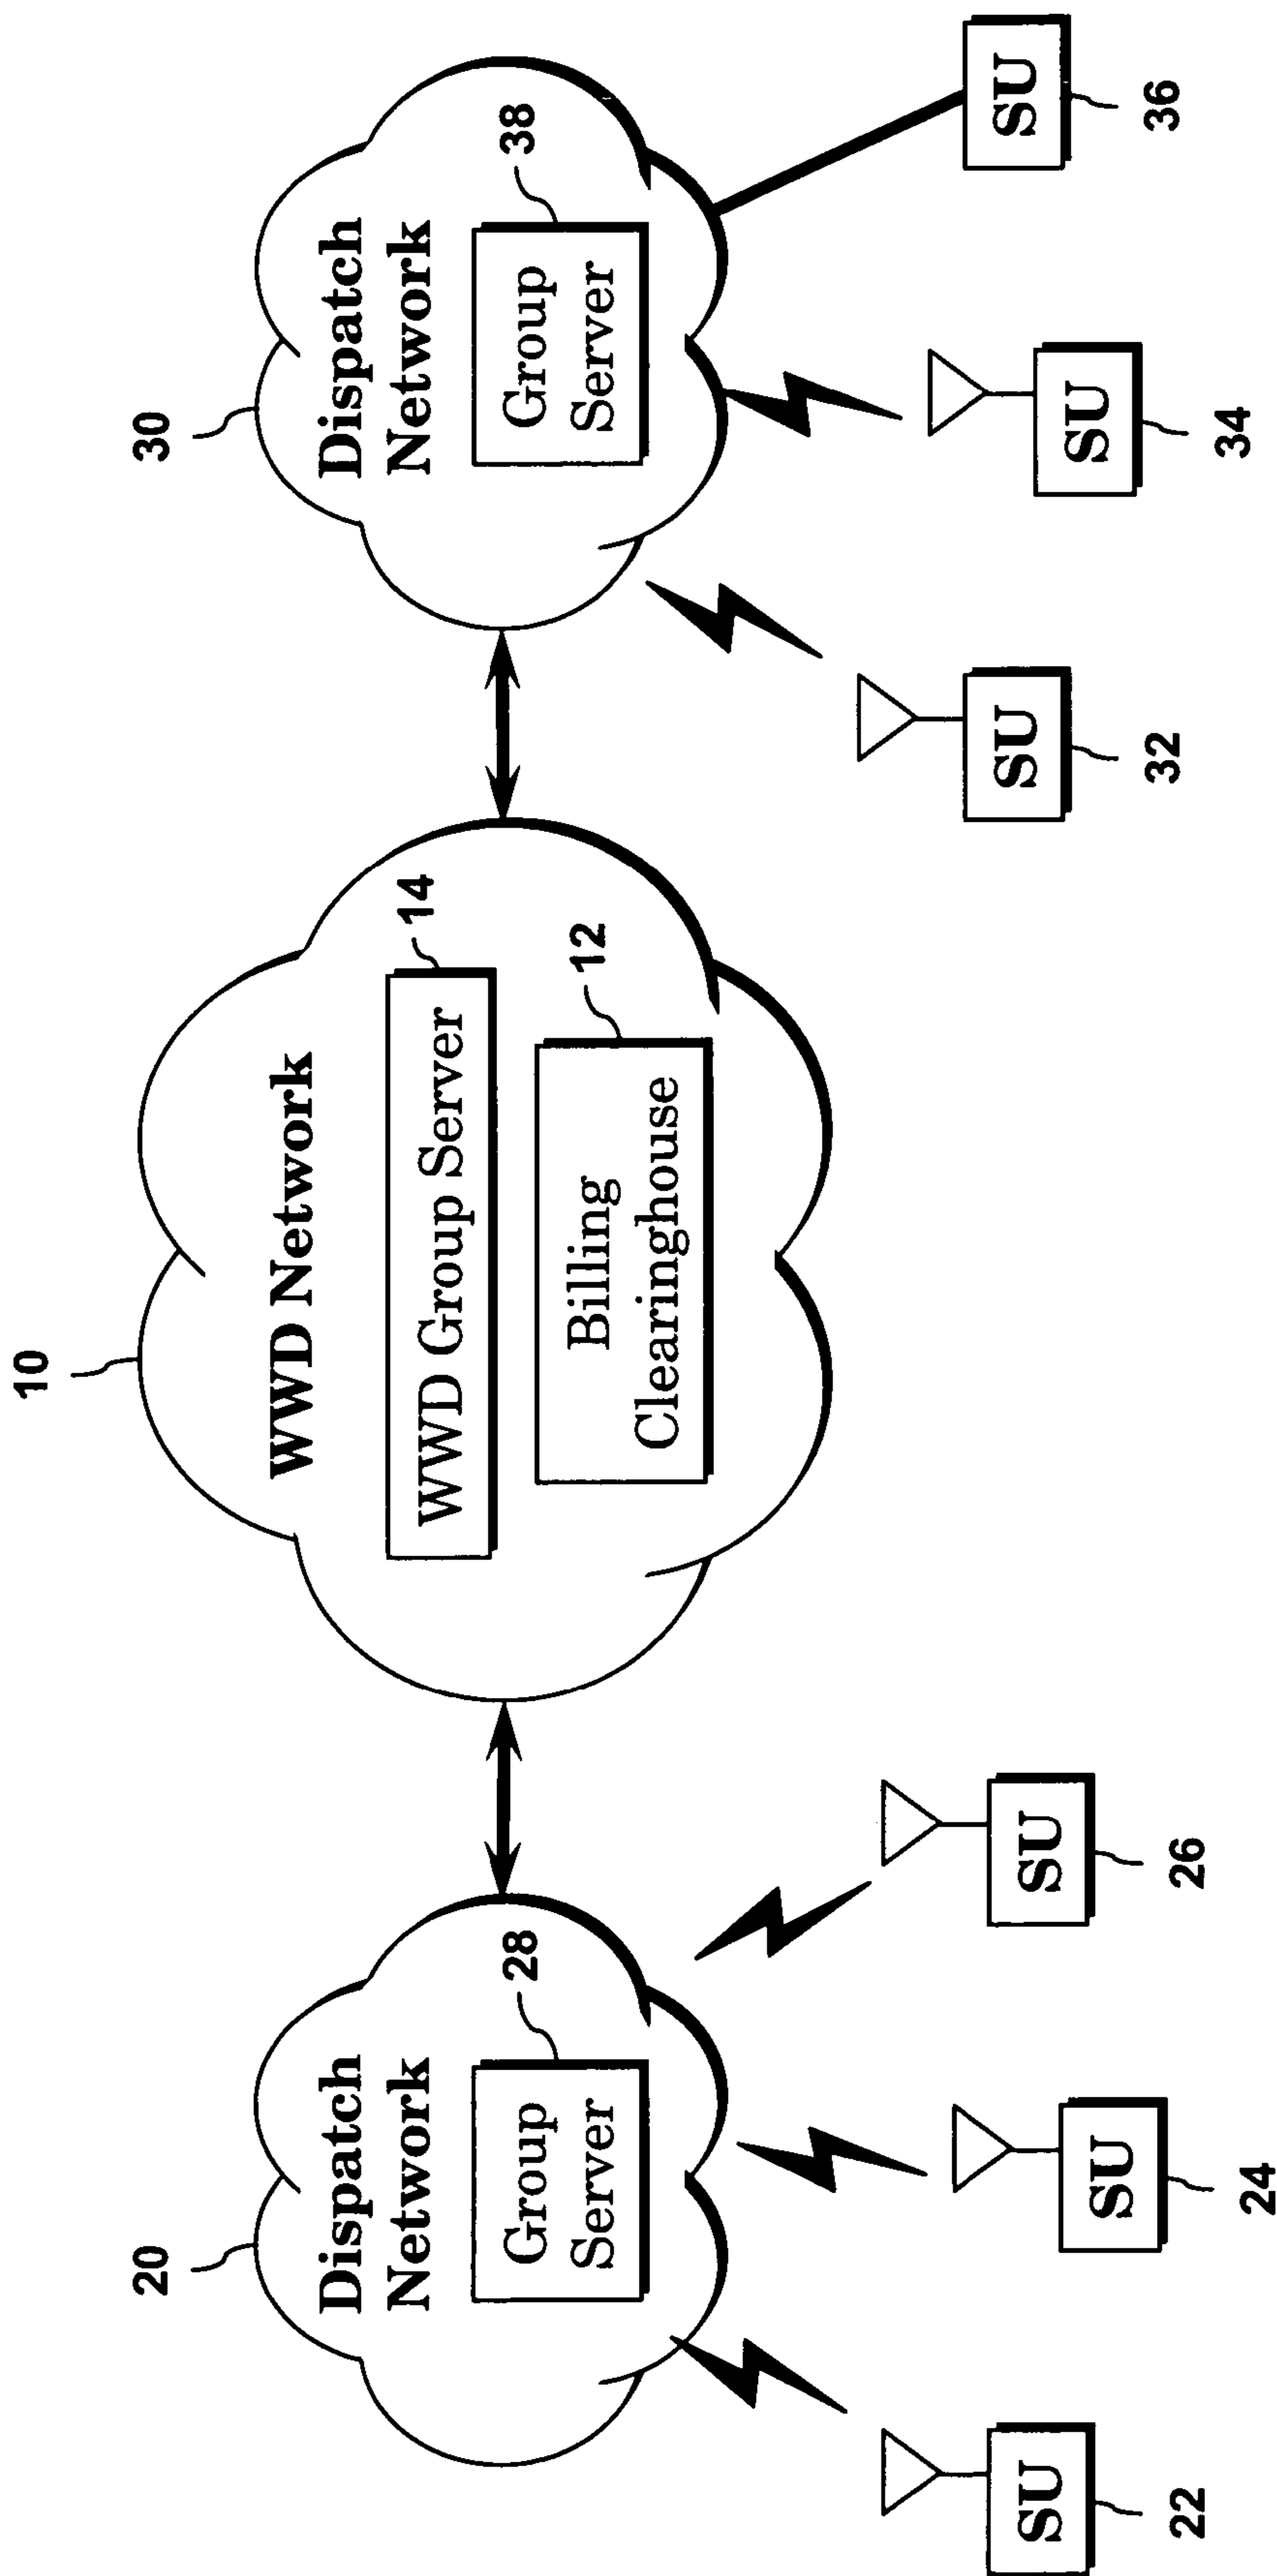 10
20
30
WWD Network
Dispatch
Network
Dispatch
Network
WWD Group Server
14
Group
Server
28
Billing
Clearinghouse
12
Group
Server
38
SU
22
SU
24
SU
26
SU
32
SU
34
SU
36